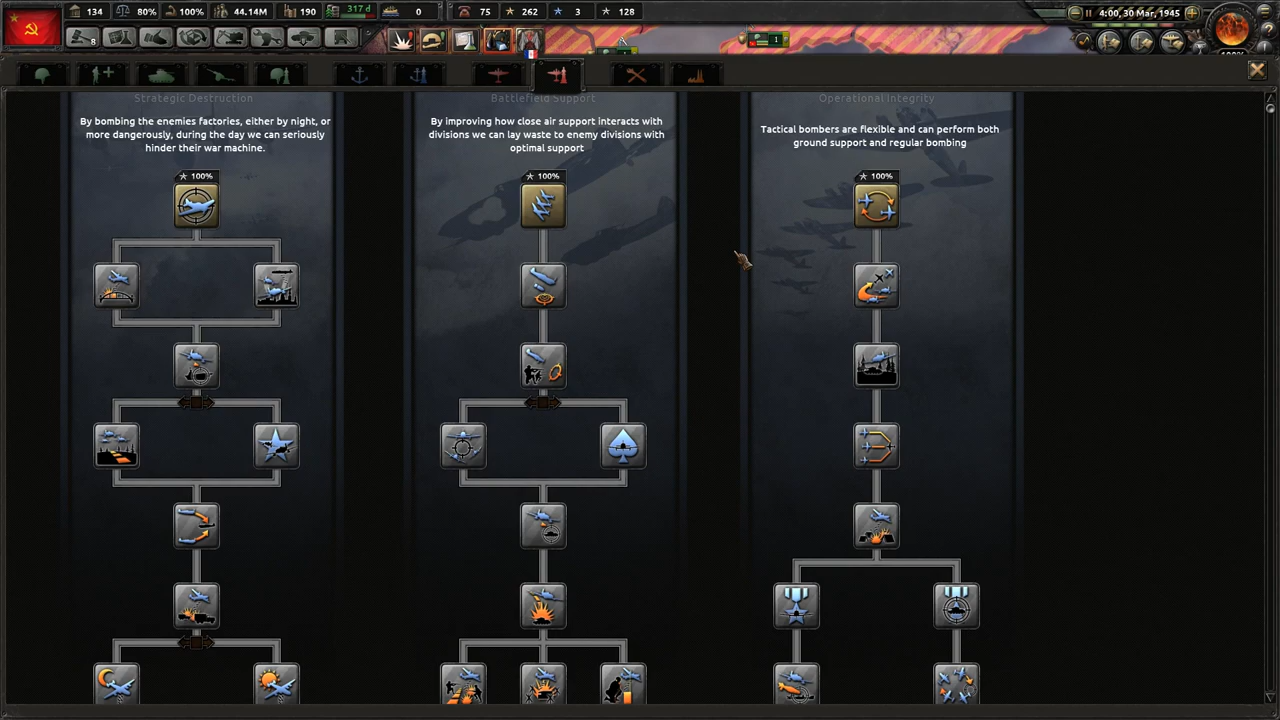 134 80% 100% 44.14M 190 317 d 0 75 262 3 128 4:00, 30 Mar, 1945
8 1 100%
Strategic Destruction
By bombing the enemies factories, either by night, or
more dangerously, during the day we can seriously
hinder their war machine.
100%
Battlefield Support
By improving how close air support interacts with
divisions we can lay waste to enemy divisions with
optimal support
100%
Operational Integrity
Tactical bombers are flexible and can perform both
ground support and regular bombing
100%